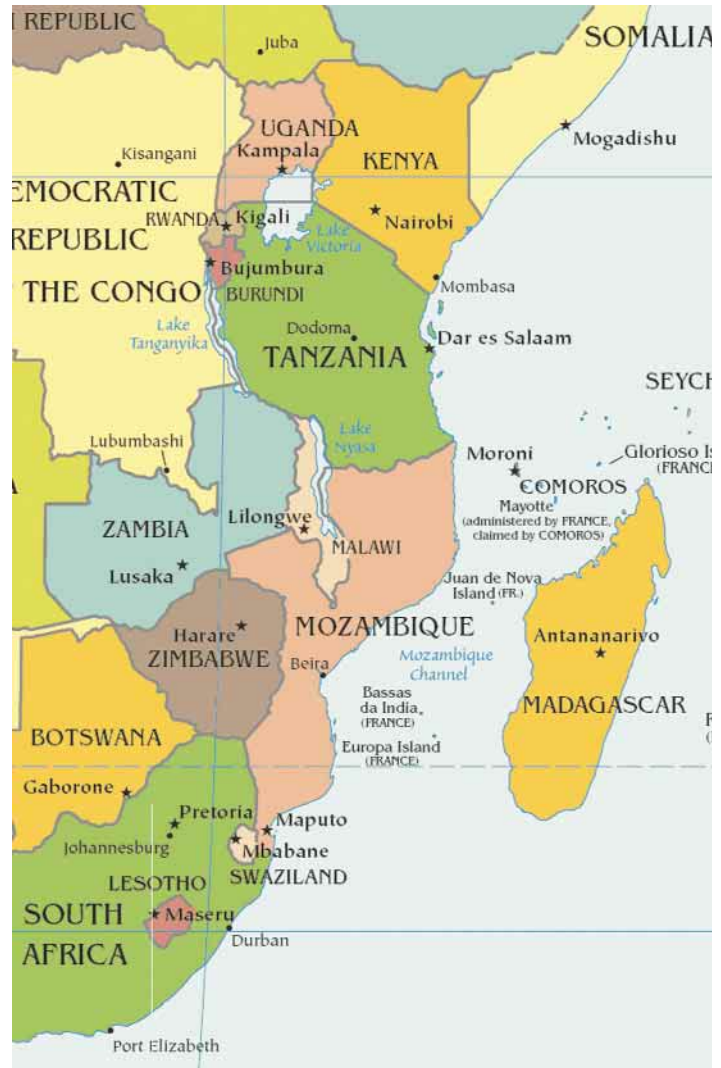 REPUBLIC
SOMALIA
Juba
UGANDA
Kampala
Mogadishu
Kisangani
KENYA
EMOCRATIC
RWANDA
Kigali
Nairobi
REPUBLIC
Lake
Victoria
Bujumbura
THE CONGO
BURUNDI
Mombasa
Lake
Tanganyika
Dodoma
Dar es Salaam
TANZANIA
SEYCH
Lake
Nyasa
Lubumbashi
Moroni
Glorioso Is
(FRANCE
COMOROS
Mayotte
(administered by FRANCE,
claimed by COMOROS)
ZAMBIA
Lilongwe
MALAWI
Lusaka
Juan de Nova
Island (FR.)
MOZAMBIQUE
Harare
ZIMBABWE
Antananarivo
Mozambique
Channel
Beira
Bassas
da India
(FRANCE)
MADAGASCAR
BOTSWANA
Europa Island
(FRANCE)
Gaborone
Pretoria
Maputo
Johannesburg
Mbabane
SWAZILAND
LESOTHO
SOUTH
AFRICA
Maseru
Durban
Port Elizabeth